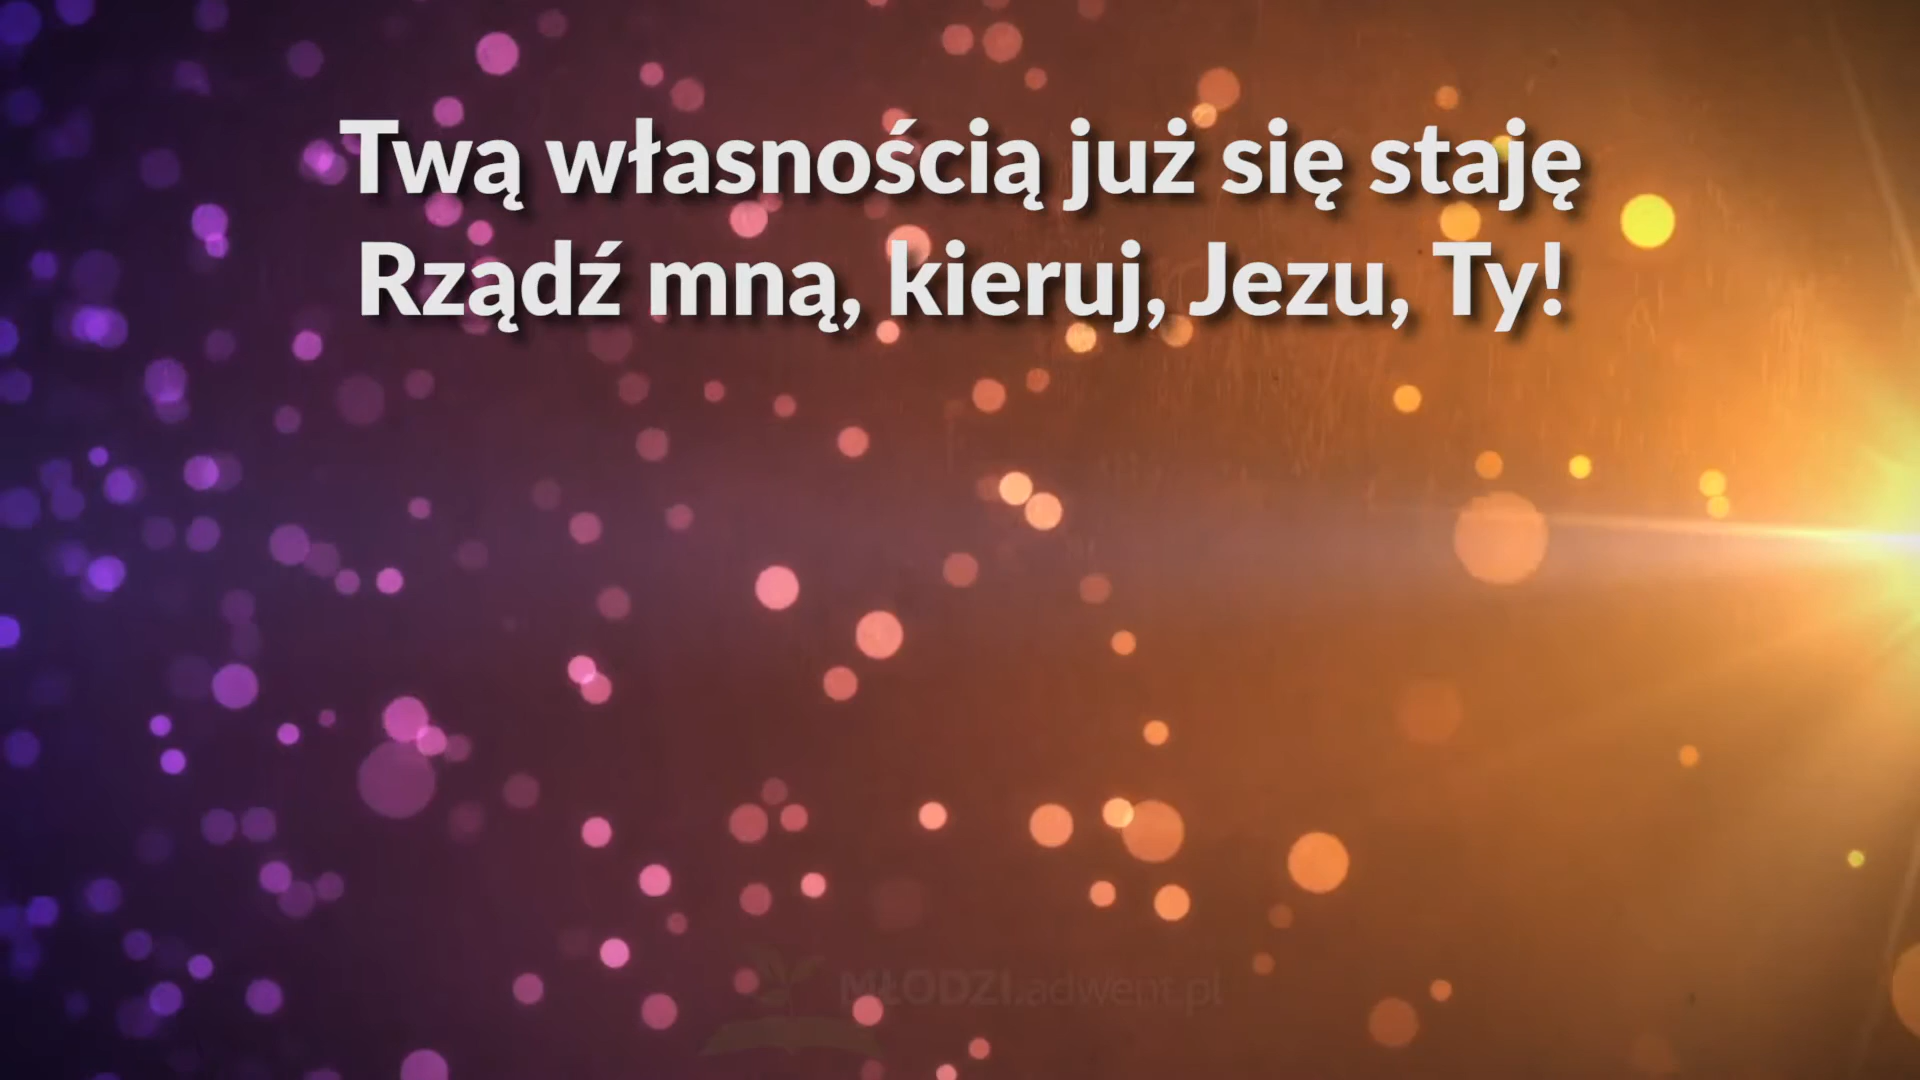 Twą własnością już się staję
Rządź mną, kieruj, Jezu, Ty!
MŁODZI.adwent.pl